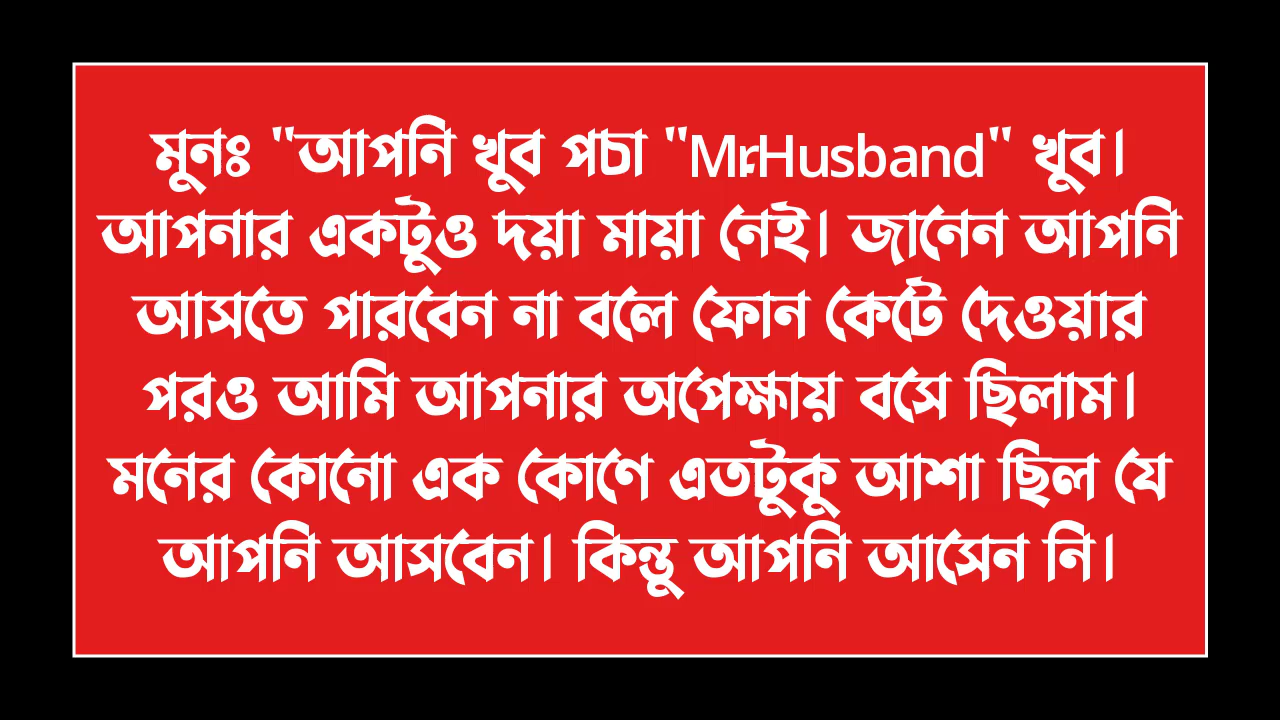 মুনঃ "আপনি খুব পচা "Mr.Husband" খুব।
আপনার একটুও দয়া মায়া নেই। জানেন আপনি
আসতে পারবেন না বলে ফোন কেটে দেওয়ার
পরও আমি আপনার অপেক্ষায় বসে ছিলাম।
মনের কোনো এক কোণে এতটুকু আশা ছিল যে
আপনি আসবেন। কিন্তু আপনি আসেন নি।